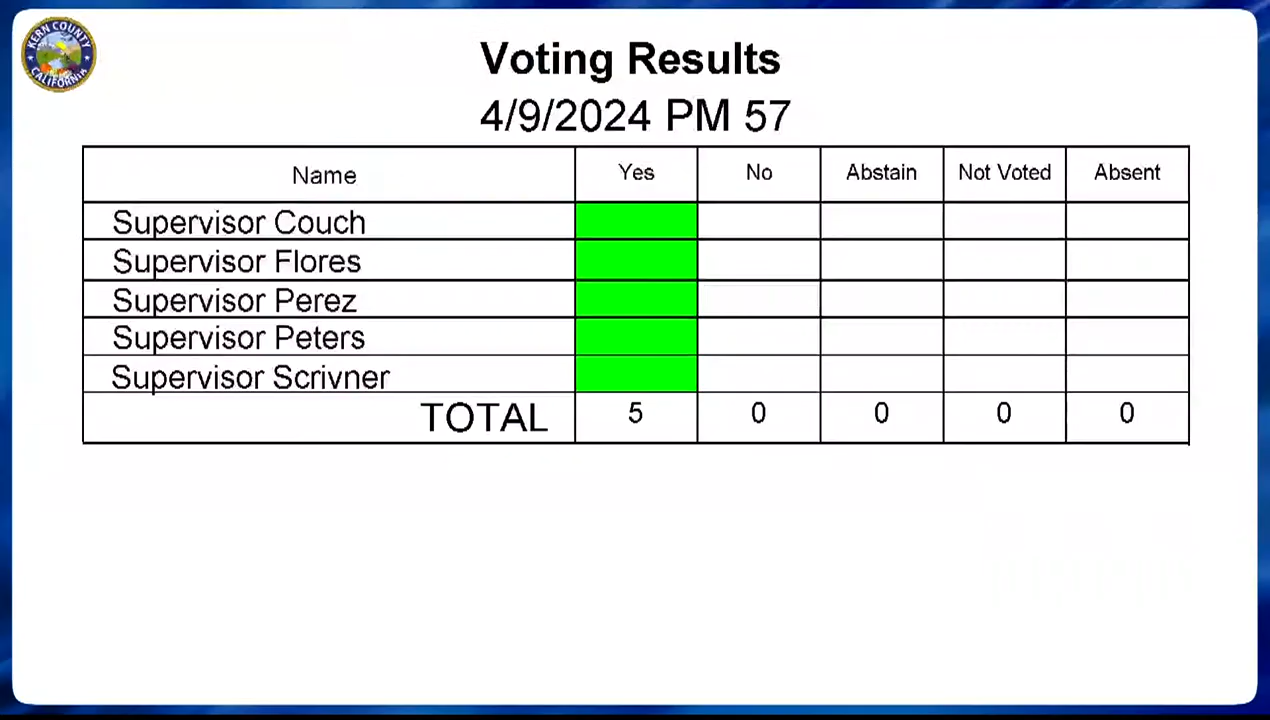 KERN COUNTY
CALIFORNIA
Voting Results
4/9/2024 PM 57
Name Yes No Abstain Not Voted Absent
Supervisor Couch
Supervisor Flores
Supervisor Perez
Supervisor Peters
Supervisor Scrivner
TOTAL 5 0 0 0 0